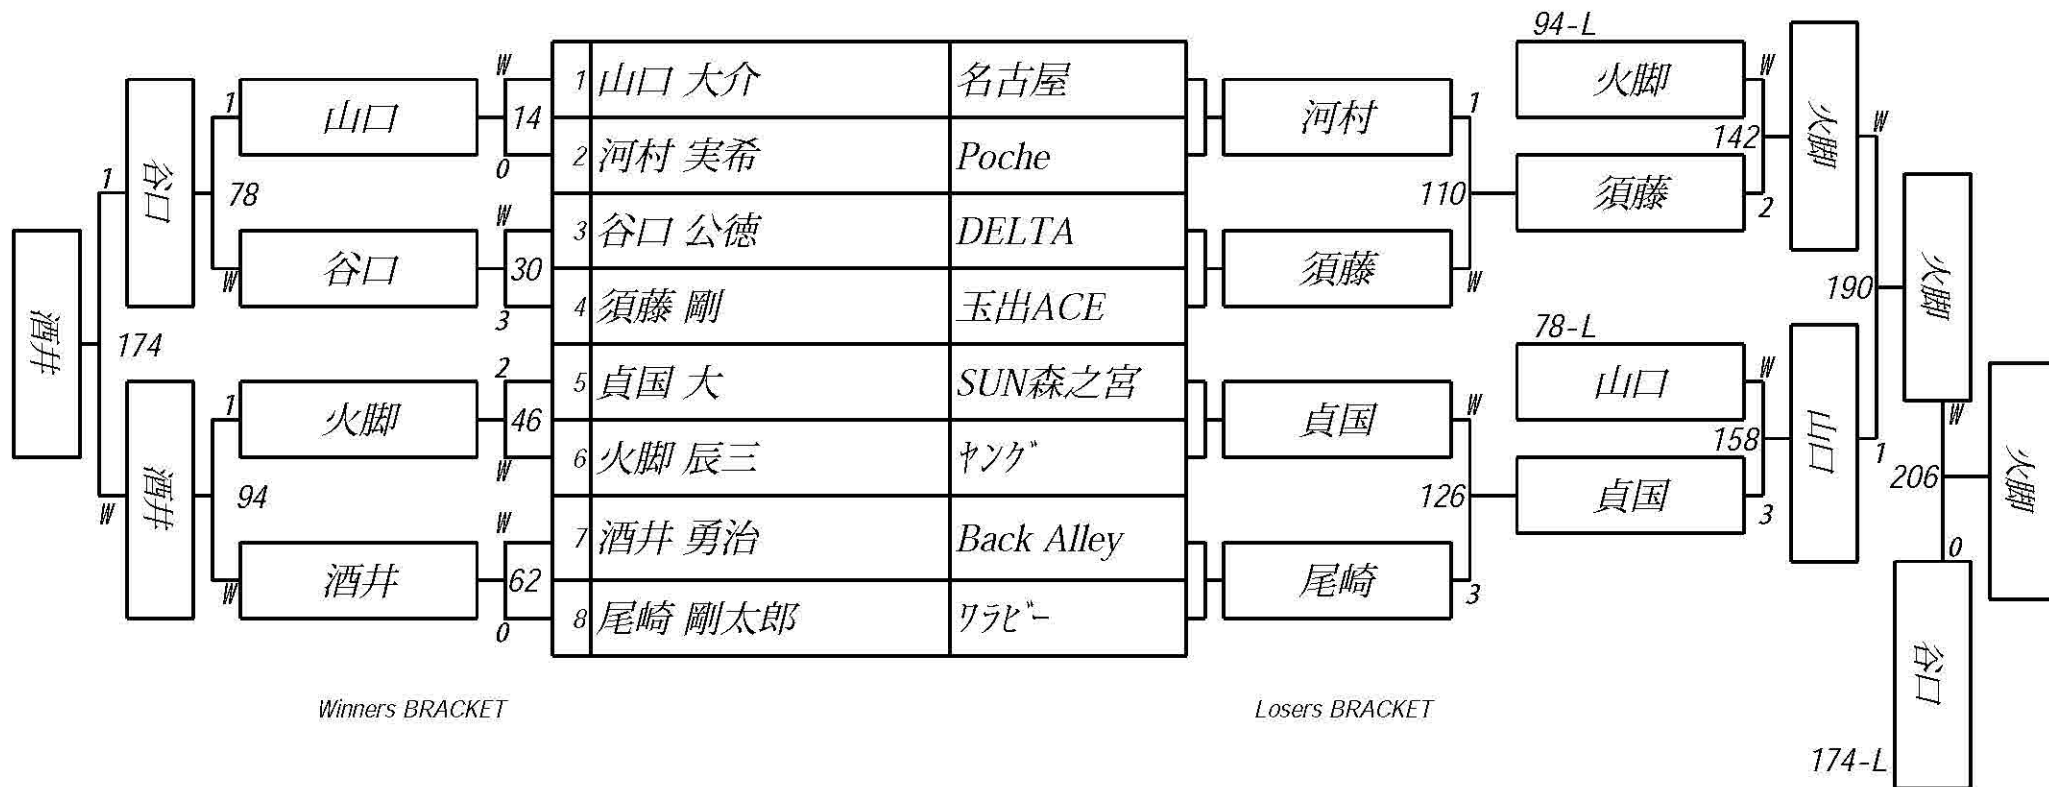 94-L
W
1 山口 大介 名古屋
火脚
W
1
山口
14
河村
1
142
火脚
W
0
2 河村 実希 Poche
須藤
2
1
谷口
78
W
3 谷口 公徳 DELTA
110
火脚
谷口
W
30
須藤
W
190
3
4 須藤 剛 玉出ACE
78-L
酒井
174
2
5 貞国 大 SUN森之宮
山口
W
1
火脚
46
貞国
W
158
山口
1
W
W
6 火脚 辰三 ヤング
126
貞国
3
206
火脚
W
酒井
94
W
7 酒井 勇治 Back Alley
0
酒井
W
62
尾崎
3
0
8 尾崎 剛太郎 ワラビー
谷口
Winners BRACKET
Losers BRACKET
174-L